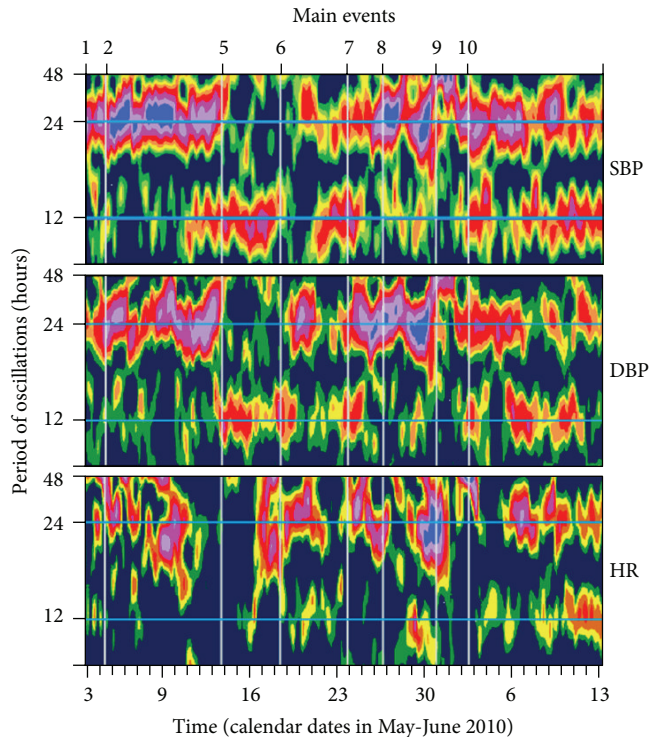 Main events
1 2 5 6 7 8 9 10
48
24
12
SBP
48
24
12
DBP
48
24
12
HR
Period of oscillations (hours)
3 9 16 23 30 6 13
Time (calendar dates in May-June 2010)